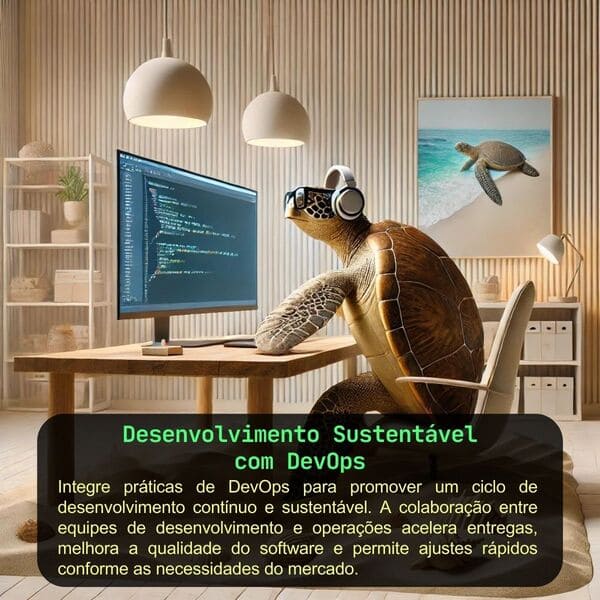 Desenvolvimento Sustentável
com DevOps
Integre práticas de DevOps para promover um ciclo de
desenvolvimento contínuo e sustentável. A colaboração entre
equipes de desenvolvimento e operações acelera entregas,
melhora a qualidade do software e permite ajustes rápidos
conforme as necessidades do mercado.